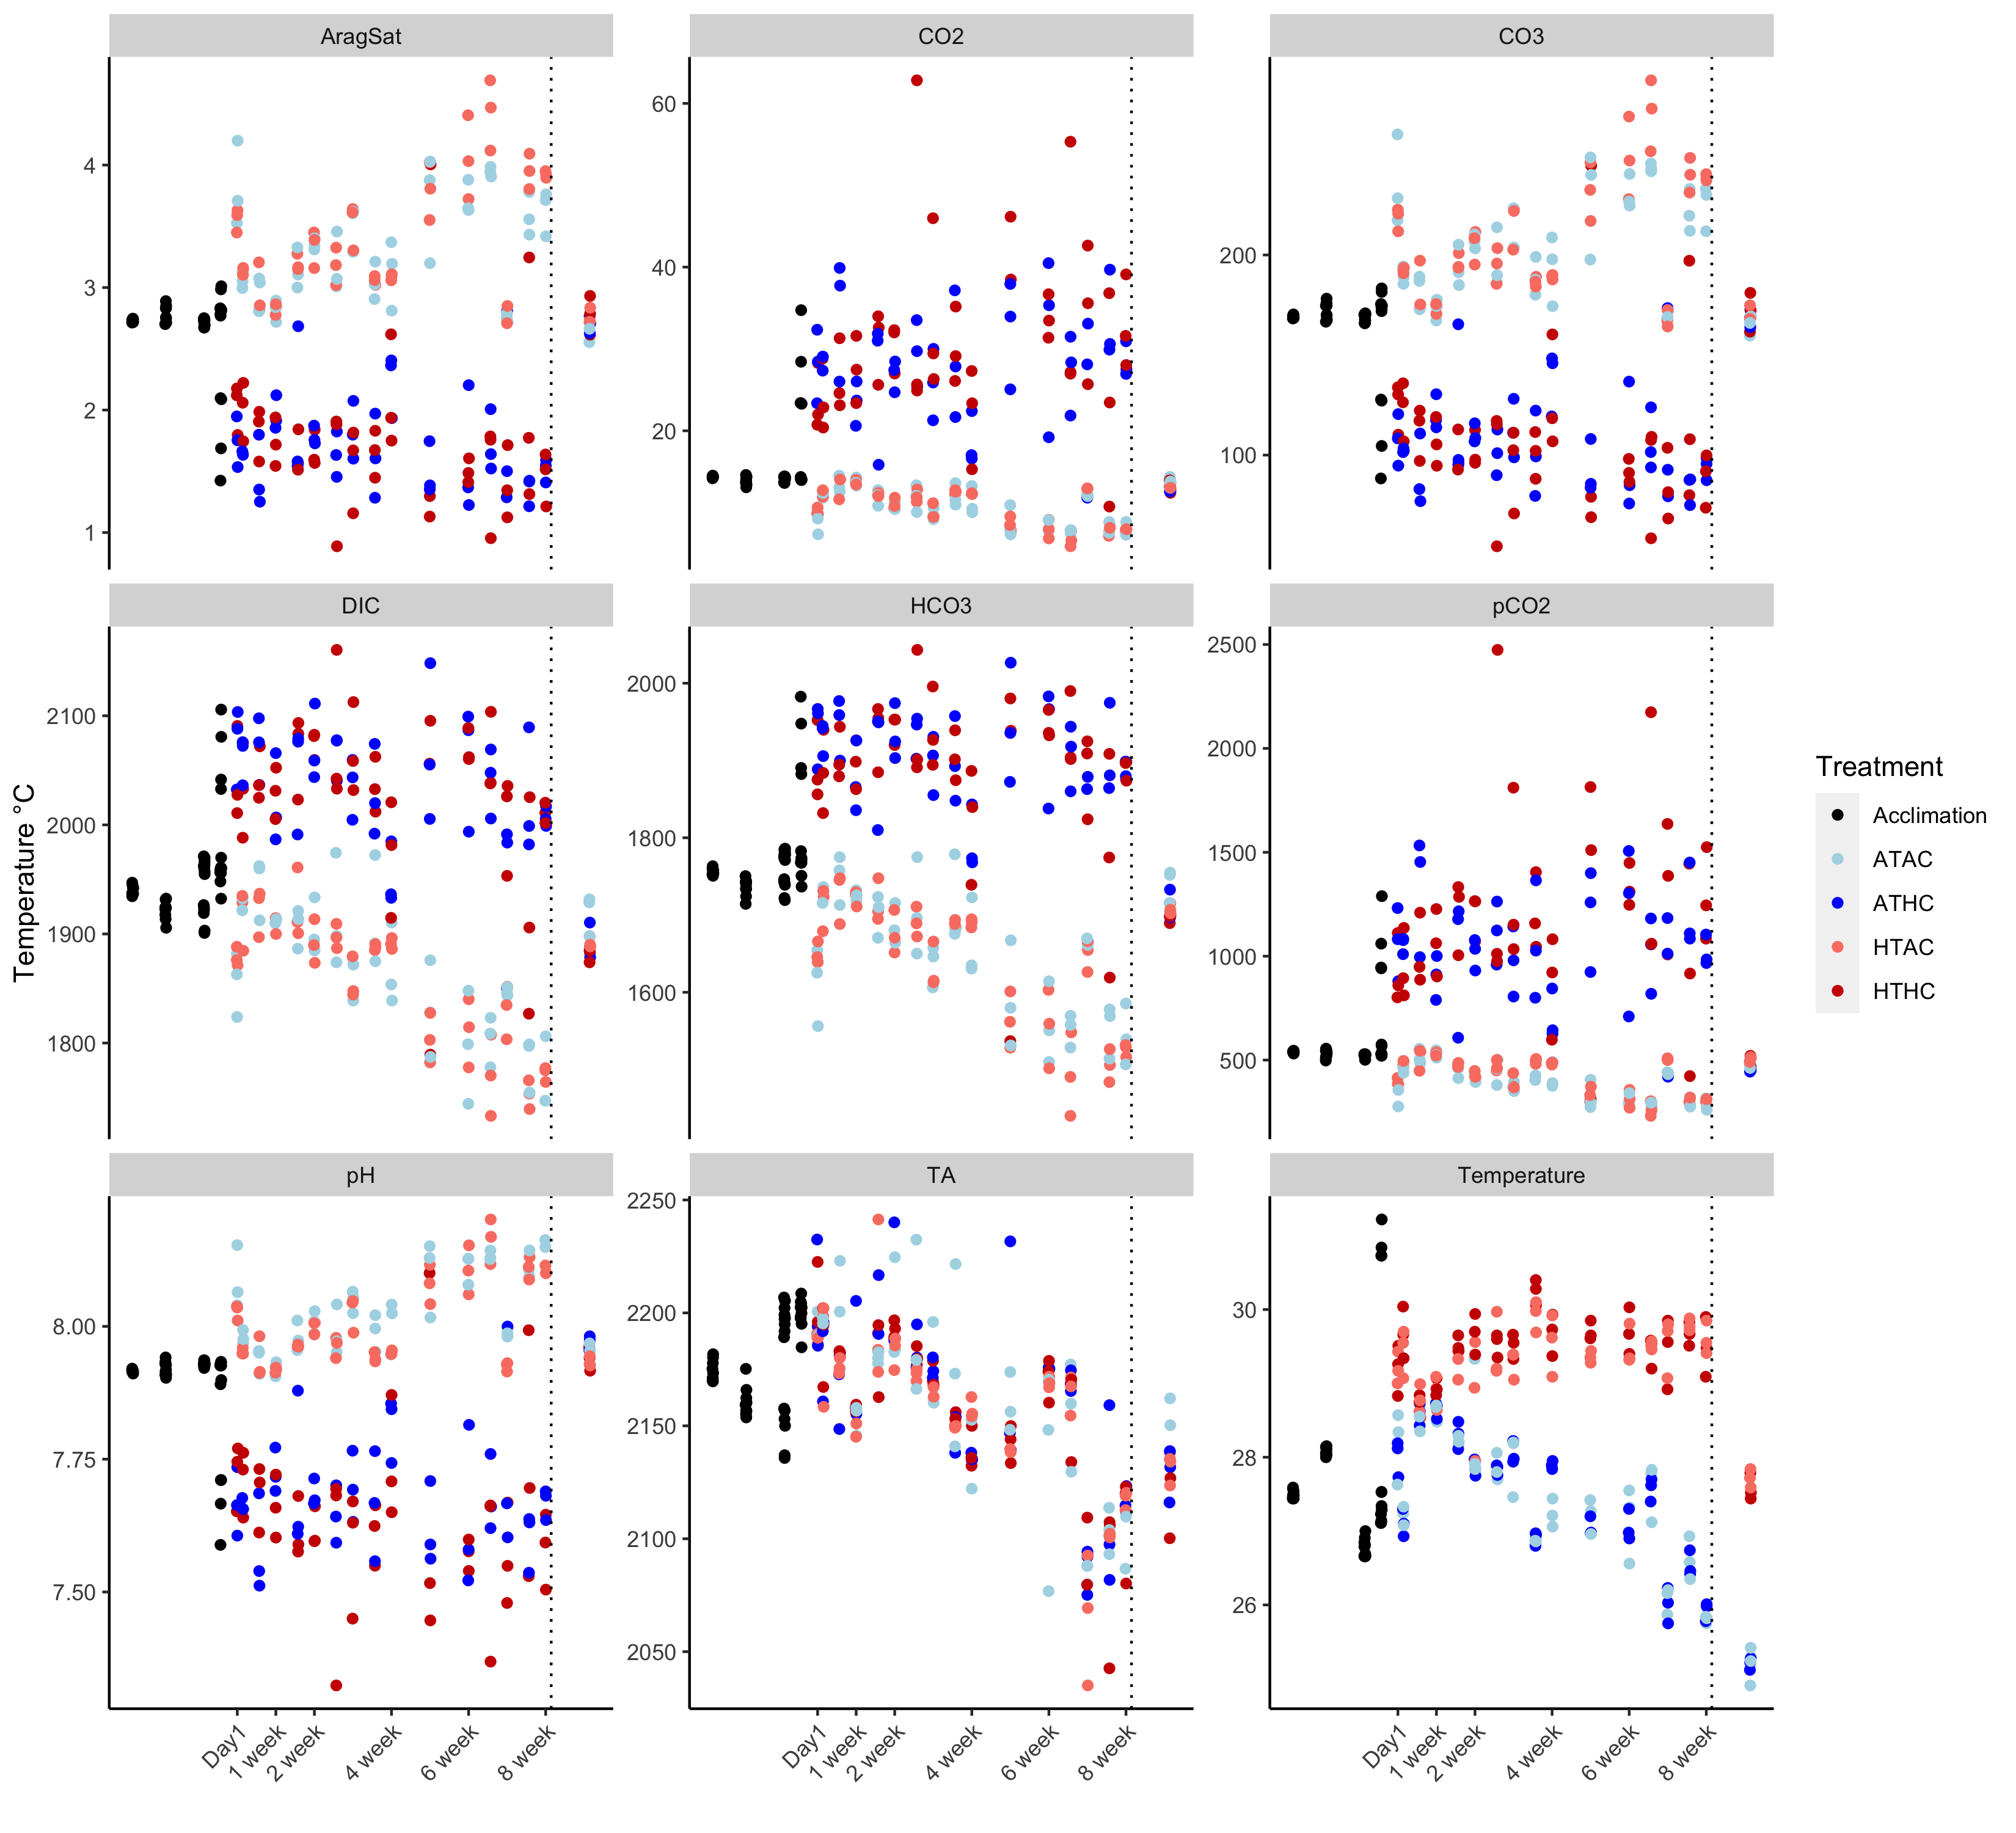 AragSat CO2 CO3
4
3
2
1
60
40
20
200
100
DIC HCO3 pCO2
2100
2000
1900
1800
2000
1800
1600
2500
2000
1500
1000
500
Temperature °C
Treatment
Acclimation
ATAC
ATHC
HTAC
HTHC
pH TA Temperature
8.00
7.75
7.50
2250
2200
2150
2100
2050
30
28
26
Day1 1 week 2 week 4 week 6 week 8 week
Day1 1 week 2 week 4 week 6 week 8 week
Day1 1 week 2 week 4 week 6 week 8 week